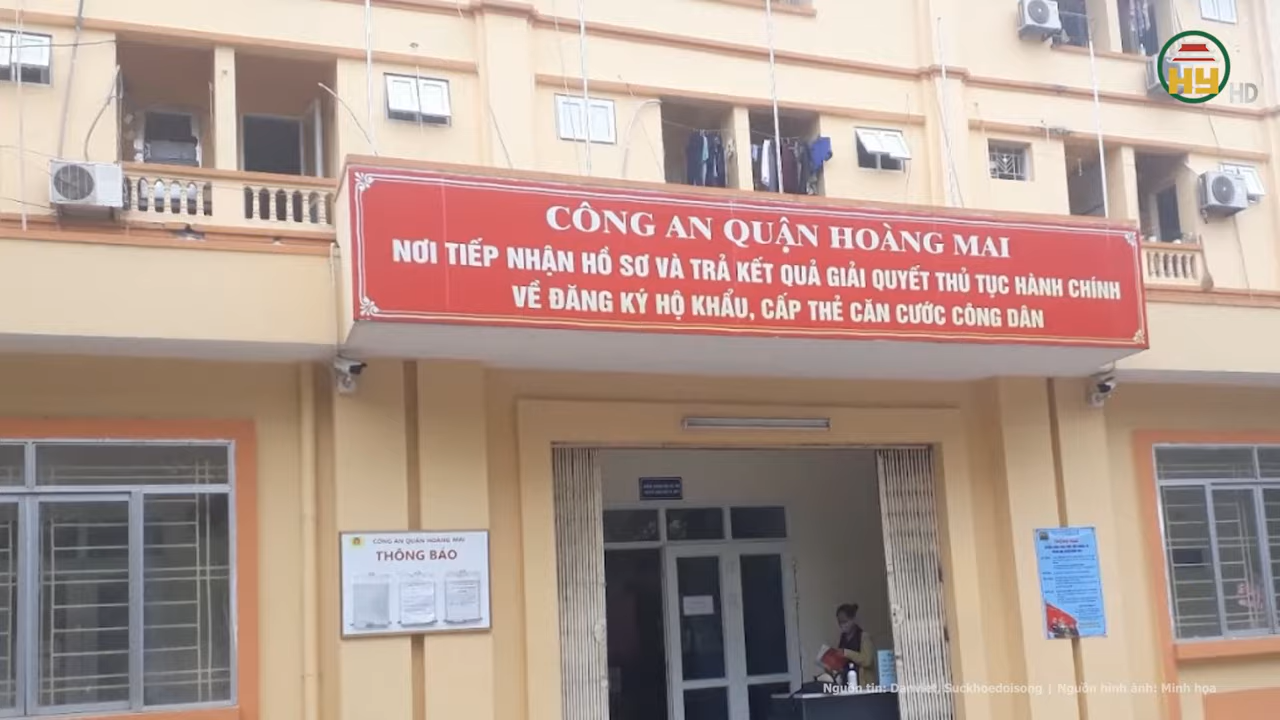 HY HD
CÔNG AN QUẬN HOÀNG MAI
NƠI TIẾP NHẬN HỒ SƠ VÀ TRẢ KẾT QUẢ GIẢI QUYẾT THỦ TỤC HÀNH CHÍNH
VỀ ĐĂNG KÝ HỘ KHẨU, CẤP THẺ CĂN CƯỚC CÔNG DÂN
CÔNG AN QUẬN HOÀNG MAI
THÔNG BÁO
Nguồn tin: Danviet, Suckhoedoisong | Nguồn hình ảnh: Minh họa